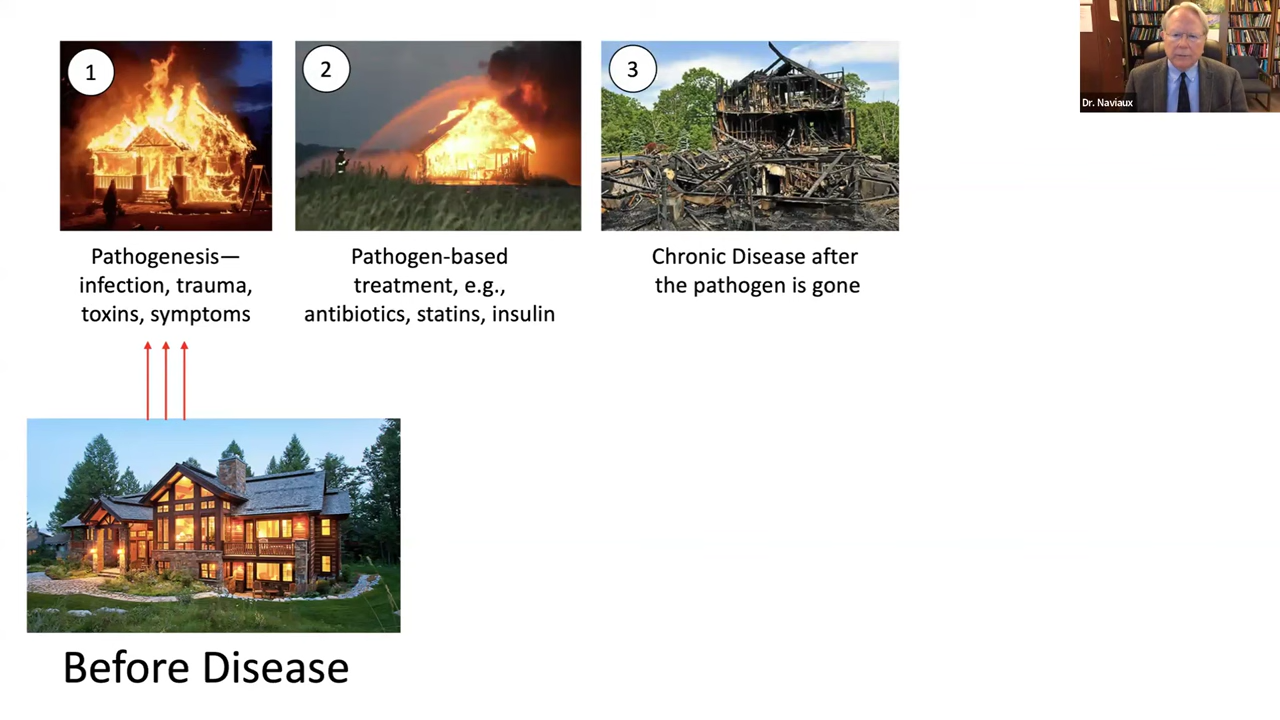 1
2
3
Dr. Naviaux
Pathogenesis—
infection, trauma,
toxins, symptoms
Pathogen-based
treatment, e.g.,
antibiotics, statins, insulin
Chronic Disease after
the pathogen is gone
Before Disease